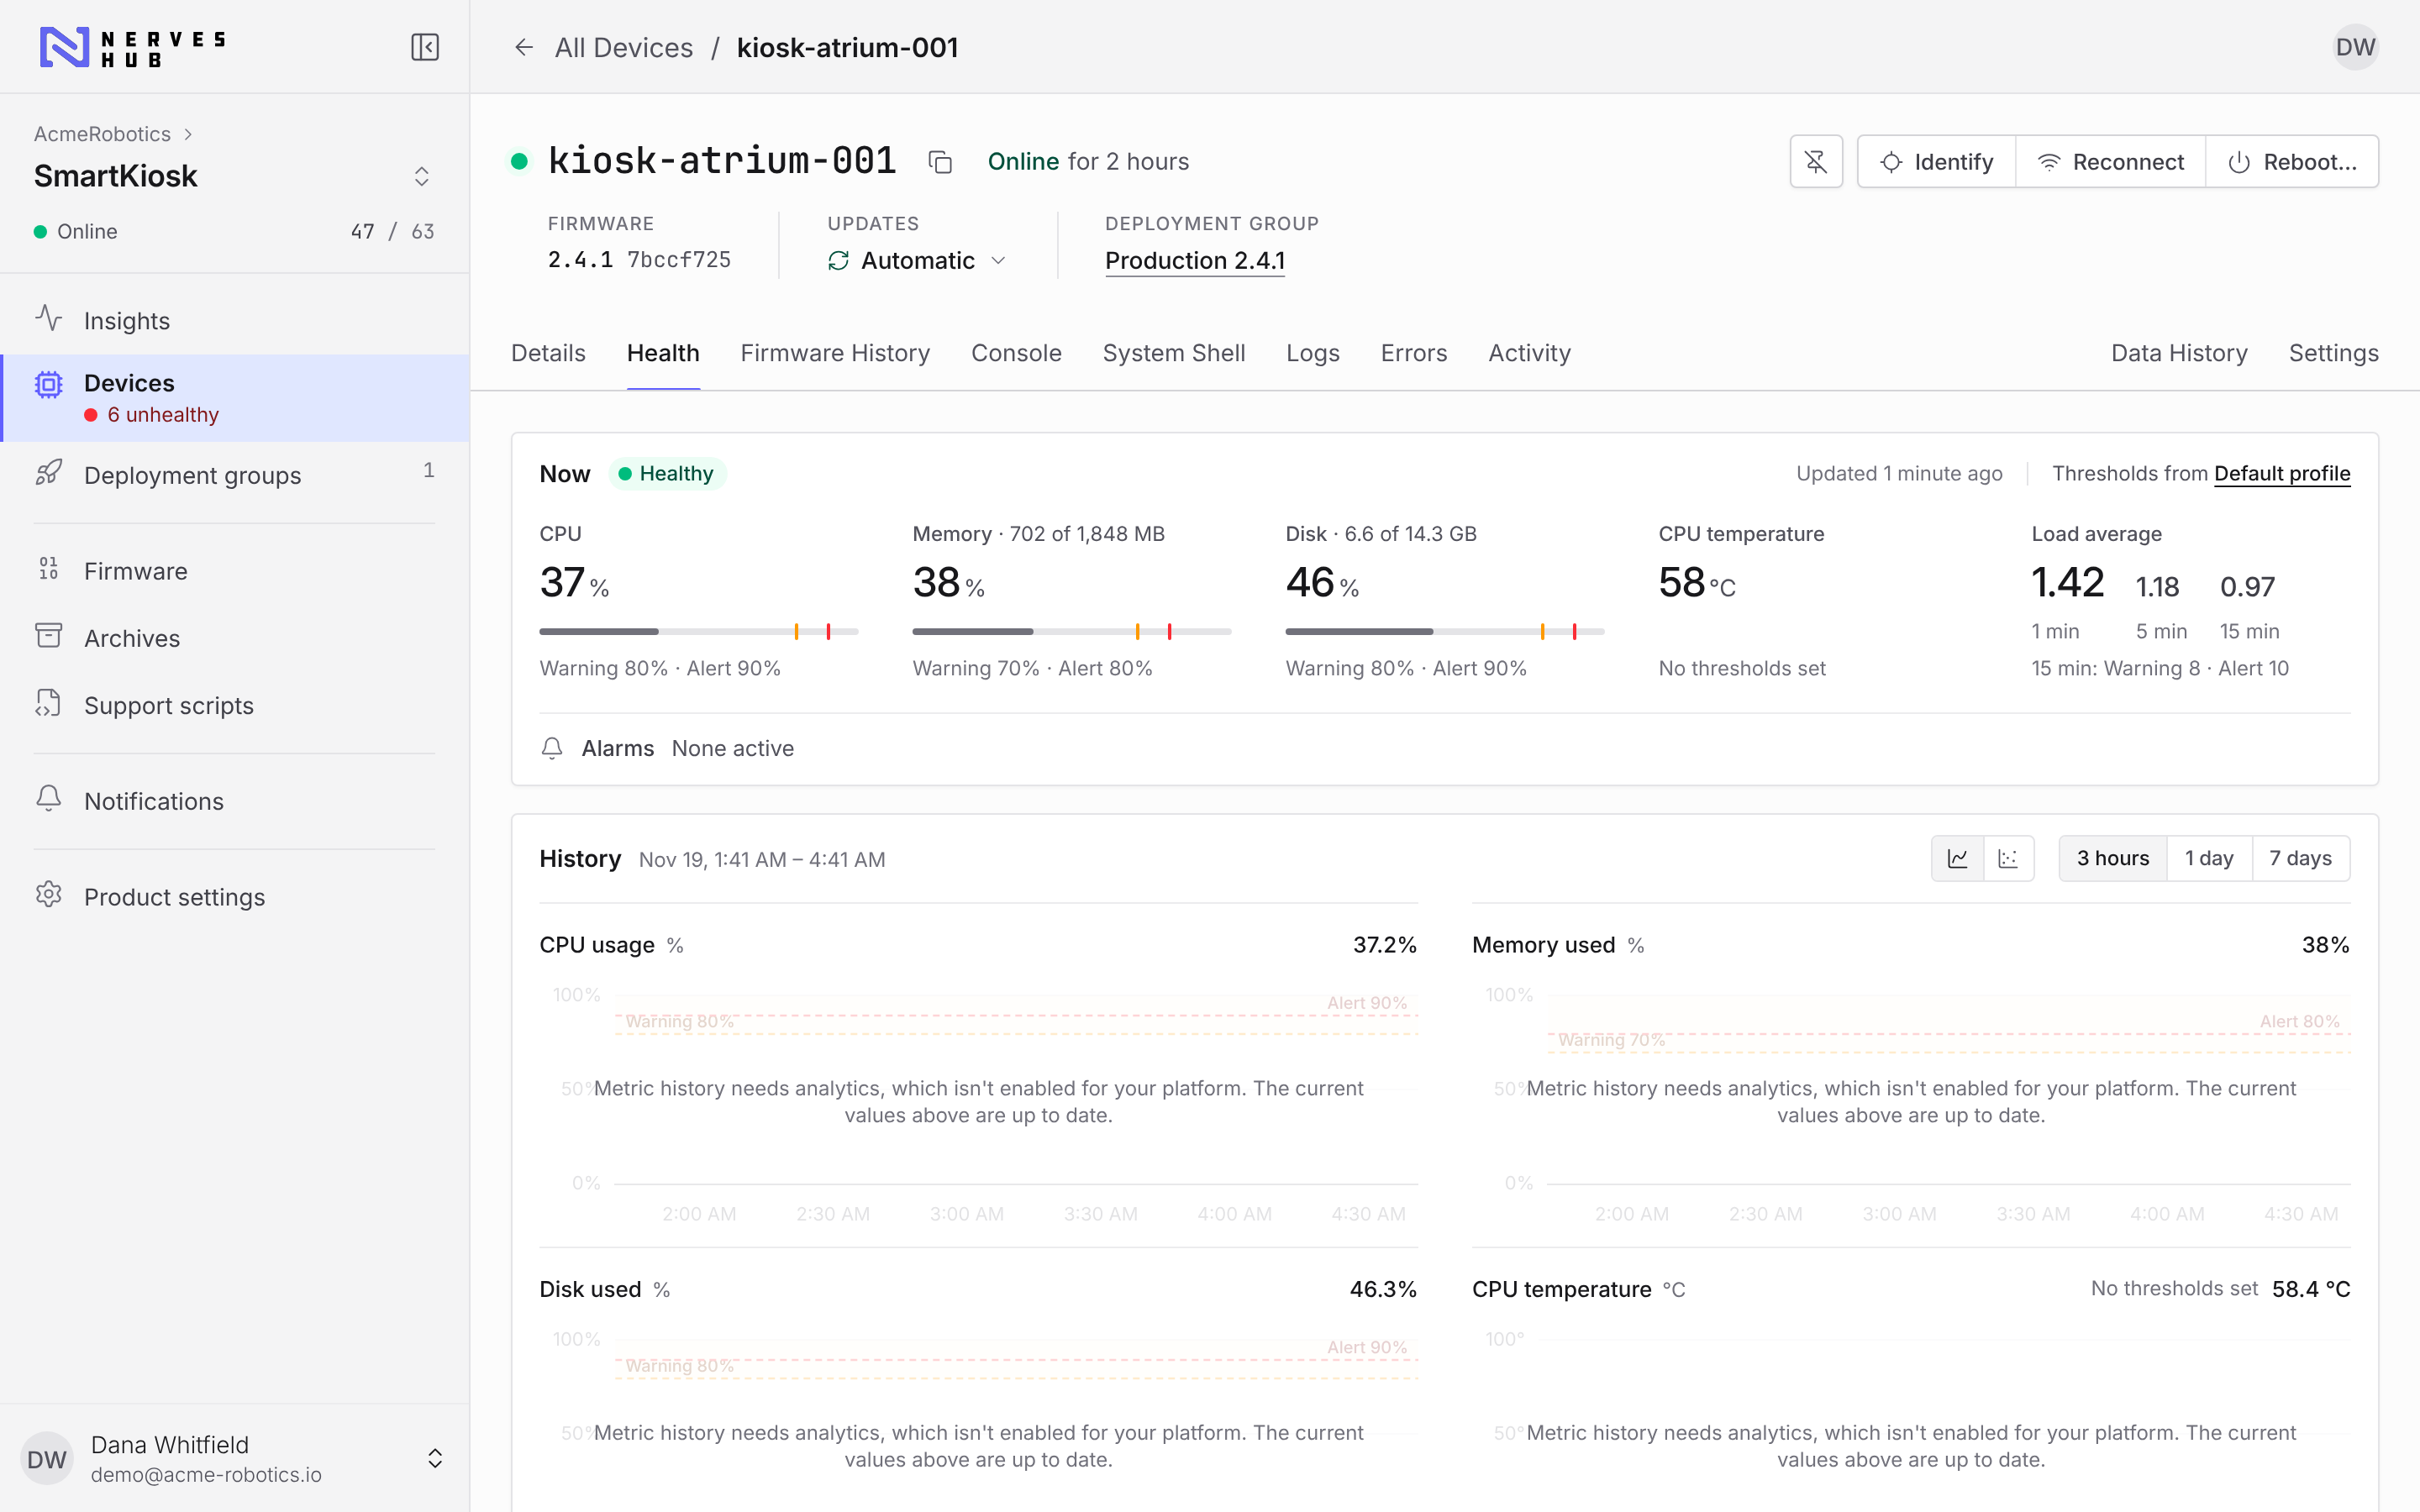 NERVES
HUB
All Devices / kiosk-atrium-001
DW
AcmeRobotics
SmartKiosk
Online 47 / 63
Insights
Devices
6 unhealthy
Deployment groups 1
Firmware
Archives
Support scripts
Notifications
Product settings
DW
Dana Whitfield
demo@acme-robotics.io
kiosk-atrium-001 Online for 2 hours
Identify Reconnect Reboot...
FIRMWARE UPDATES DEPLOYMENT GROUP
2.4.1 7bccf725 Automatic Production 2.4.1
Details Health Firmware History Console System Shell Logs Errors Activity Data History Settings
Now Healthy Updated 1 minute ago Thresholds from Default profile
CPU
37 %
Warning 80% · Alert 90%
Memory · 702 of 1,848 MB
38 %
Warning 70% · Alert 80%
Disk · 6.6 of 14.3 GB
46 %
Warning 80% · Alert 90%
CPU temperature
58 °C
No thresholds set
Load average
1.42 1.18 0.97
1 min 5 min 15 min
15 min: Warning 8 · Alert 10
Alarms None active
History Nov 19, 1:41 AM – 4:41 AM
3 hours 1 day 7 days
CPU usage % 37.2%
100%
Alert 90%
Warning 80%
50%
Metric history needs analytics, which isn't enabled for your platform. The current
values above are up to date.
0%
2:00 AM 2:30 AM 3:00 AM 3:30 AM 4:00 AM 4:30 AM
Memory used % 38%
100%
Alert 80%
Warning 70%
50%
Metric history needs analytics, which isn't enabled for your platform. The current
values above are up to date.
0%
2:00 AM 2:30 AM 3:00 AM 3:30 AM 4:00 AM 4:30 AM
Disk used % 46.3%
100%
Alert 90%
Warning 80%
50%
Metric history needs analytics, which isn't enabled for your platform. The current
values above are up to date.
CPU temperature °C No thresholds set 58.4 °C
100°
50°
Metric history needs analytics, which isn't enabled for your platform. The current
values above are up to date.